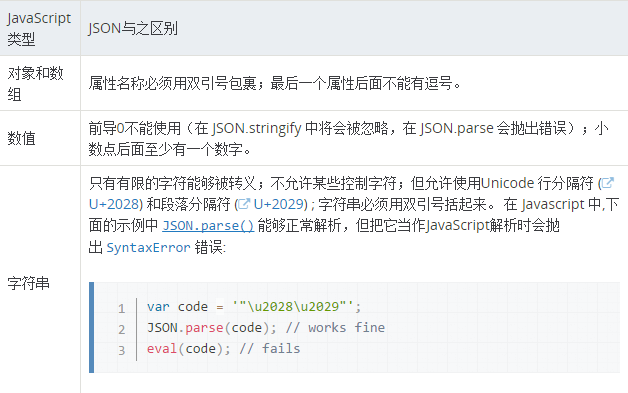 JavaScript
类型
JSON与之区别
对象和数
组
属性名称必须用双引号包裹；最后一个属性后面不能有逗号。
数值
前导0不能使用（在 JSON.stringify 中将会被忽略，在 JSON.parse 会抛出错误）；小
数点后面至少有一个数字。
字符串
只有有限的字符能够被转义；不允许某些控制字符；但允许使用Unicode 行分隔符 (
U+2028) 和段落分隔符 ( U+2029) ; 字符串必须用双引号括起来。 在 Javascript 中,下
面的示例中 JSON.parse() 能够正常解析，但把它当作JavaScript解析时会抛
出 SyntaxError 错误:
1 var code = '"\u2028\u2029"';
2 JSON.parse(code); // works fine
3 eval(code); // fails